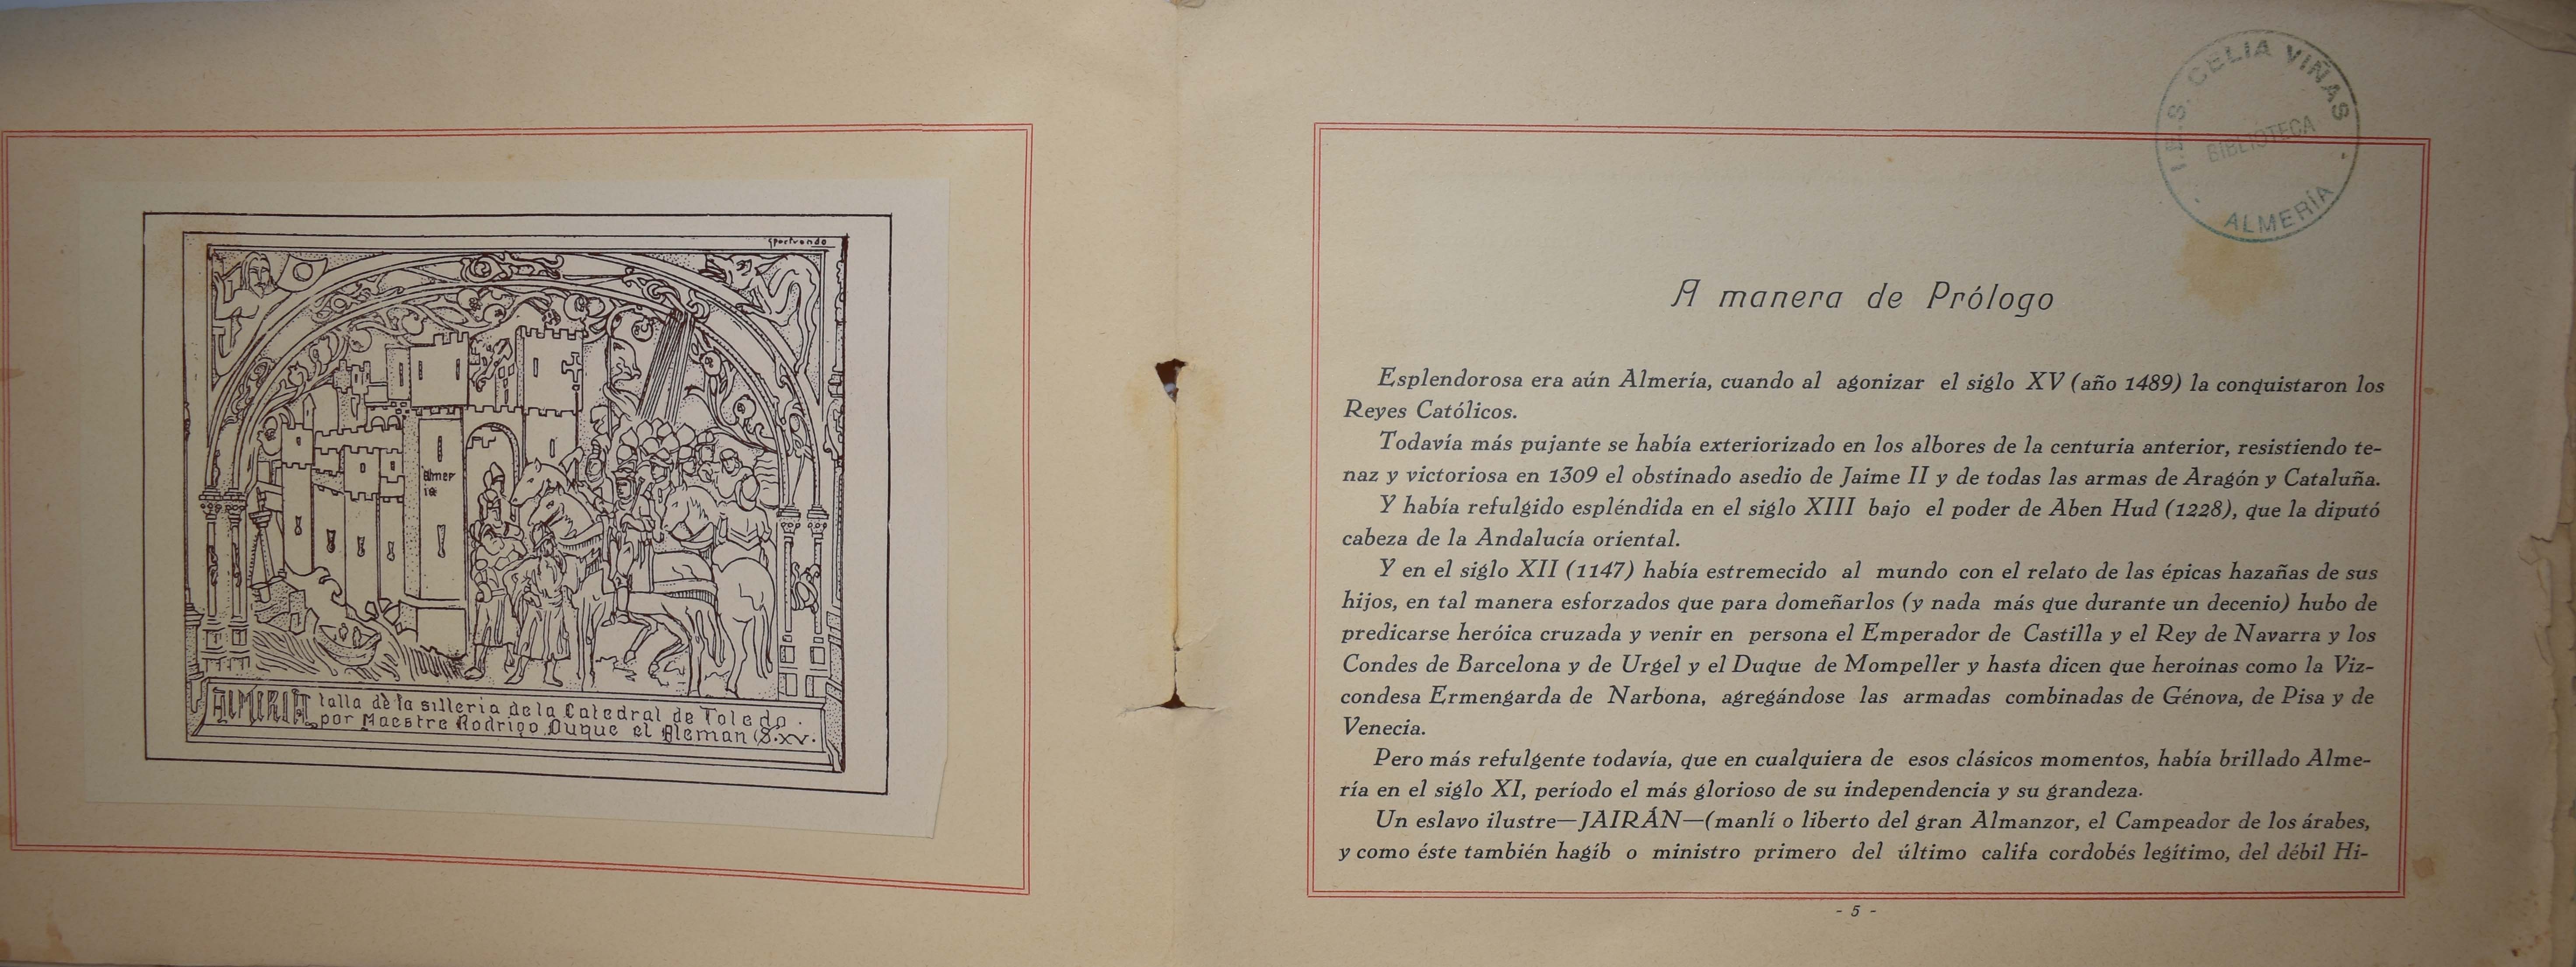 Sportuondo
almer
ia
ALMERIA talla de la silleria de la Catedral de Toledo.
por Maestre Rodrigo Duque el Aleman (S.XV.
I.E.S. CELIA VIÑAS
BIBLIOTECA
ALMERÍA
A manera de Prólogo
Esplendorosa era aún Almería, cuando al agonizar el siglo XV (año 1489) la conquistaron los
Reyes Católicos.
Todavía más pujante se había exteriorizado en los albores de la centuria anterior, resistiendo te-
naz y victoriosa en 1309 el obstinado asedio de Jaime II y de todas las armas de Aragón y Cataluña.
Y había refulgido espléndida en el siglo XIII bajo el poder de Aben Hud (1228), que la diputó
cabeza de la Andalucía oriental.
Y en el siglo XII (1147) había estremecido al mundo con el relato de las épicas hazañas de sus
hijos, en tal manera esforzados que para domeñarlos (y nada más que durante un decenio) hubo de
predicarse heróica cruzada y venir en persona el Emperador de Castilla y el Rey de Navarra y los
Condes de Barcelona y de Urgel y el Duque de Mompeller y hasta dicen que heroínas como la Viz-
condesa Ermengarda de Narbona, agregándose las armadas combinadas de Génova, de Pisa y de
Venecia.
Pero más refulgente todavía, que en cualquiera de esos clásicos momentos, había brillado Alme-
ría en el siglo XI, período el más glorioso de su independencia y su grandeza.
Un eslavo ilustre—JAIRÁN—(manlí o liberto del gran Almanzor, el Campeador de los árabes,
y como éste también hagíb o ministro primero del último califa cordobés legítimo, del débil Hi-
- 5 -